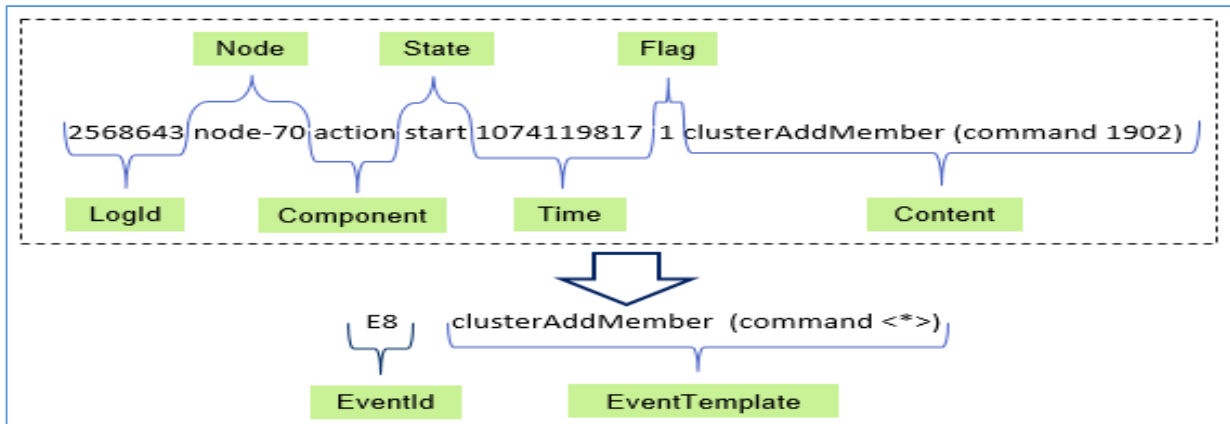 Node State Flag
2568643 node-70 action start 1074119817 1 clusterAddMember (command 1902)
LogId Component Time Content
E8 clusterAddMember (command <*>)
EventId EventTemplate